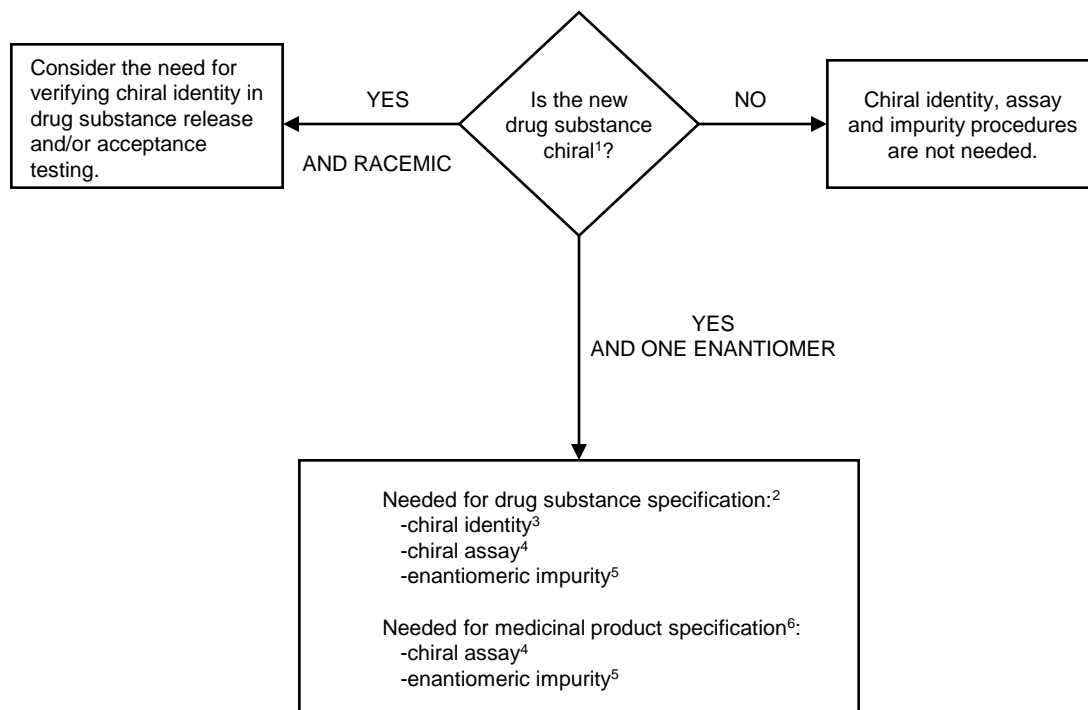 Consider the need for
verifying chiral identity in
drug substance release
and/or acceptance
testing.
YES
AND RACEMIC
Is the new
drug substance
chiral¹?
NO
Chiral identity, assay
and impurity procedures
are not needed.
YES
AND ONE ENANTIOMER
Needed for drug substance specification:²
-chiral identity³
-chiral assay⁴
-enantiomeric impurity⁵
Needed for medicinal product specification⁶:
-chiral assay⁴
-enantiomeric impurity⁵